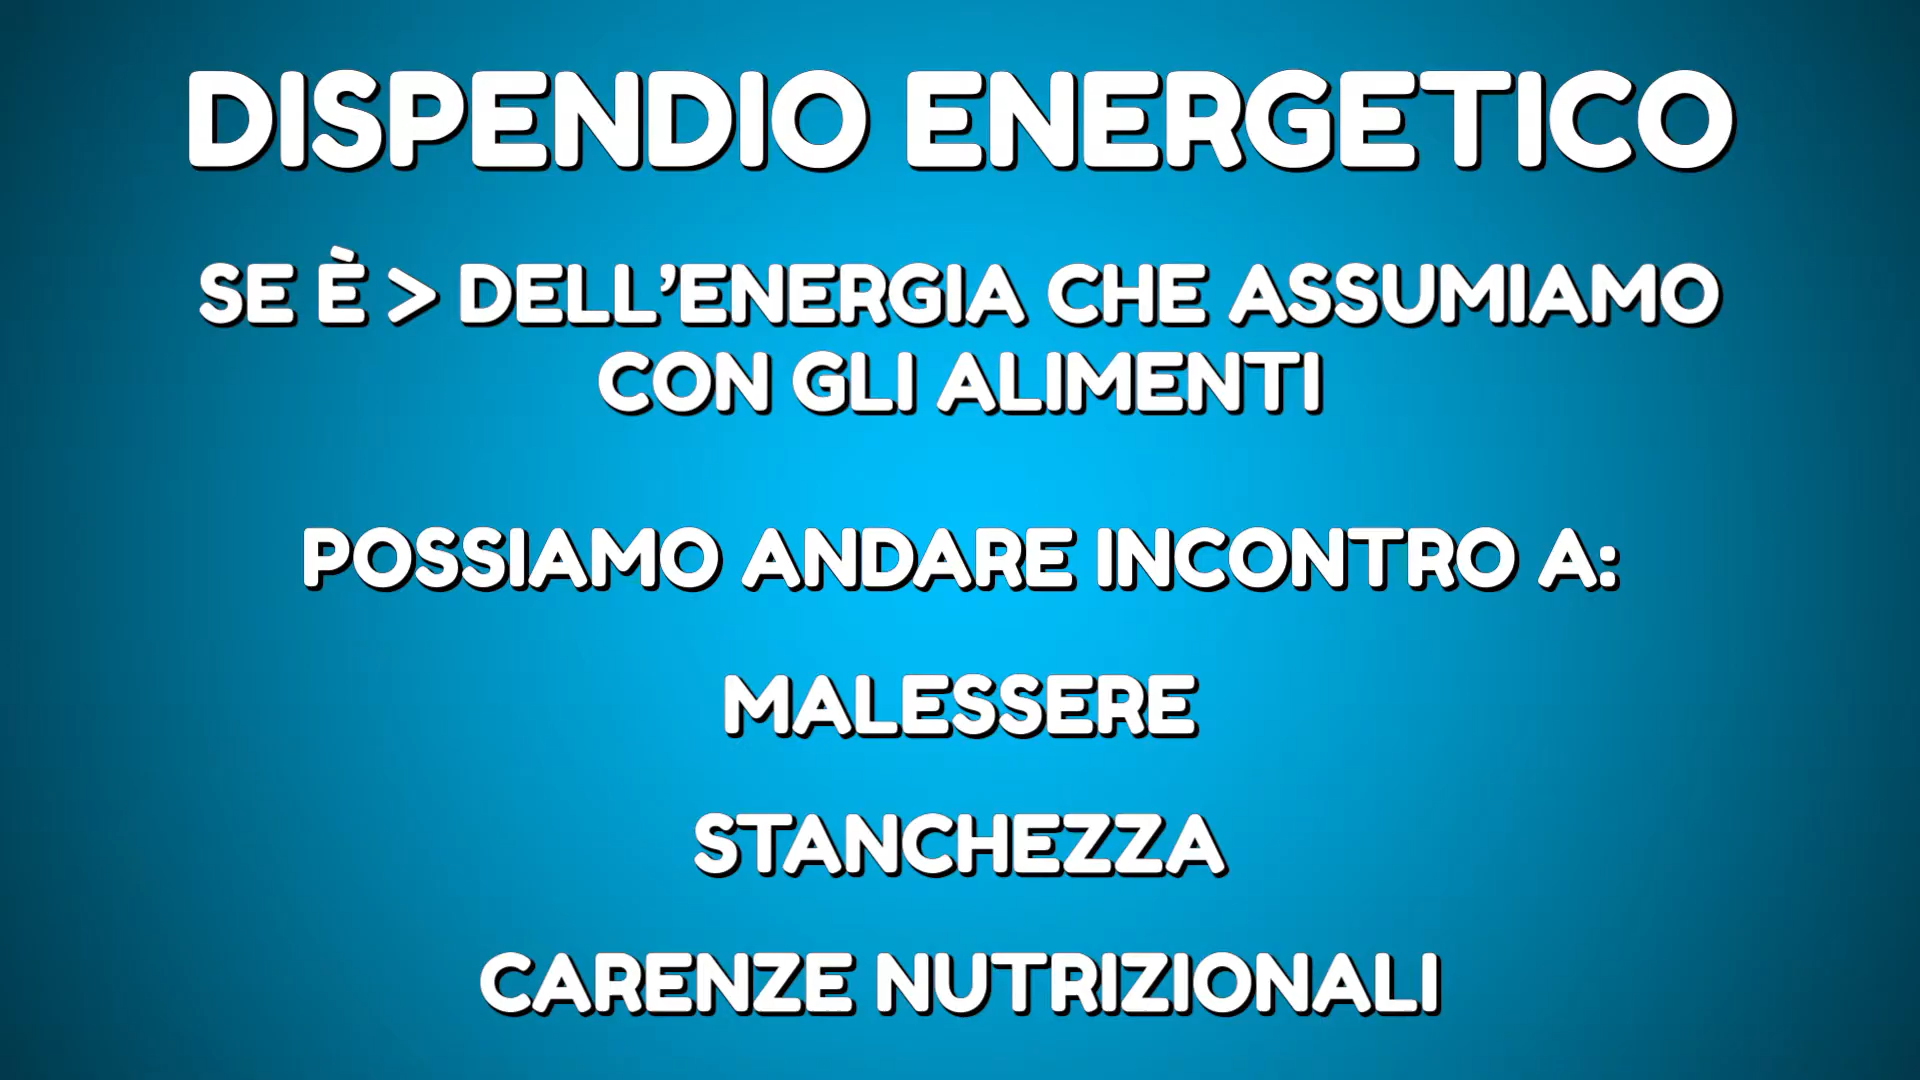 DISPENDIO ENERGETICO
SE È > DELL’ENERGIA CHE ASSUMIAMO
CON GLI ALIMENTI
POSSIAMO ANDARE INCONTRO A:
MALESSERE
STANCHEZZA
CARENZE NUTRIZIONALI